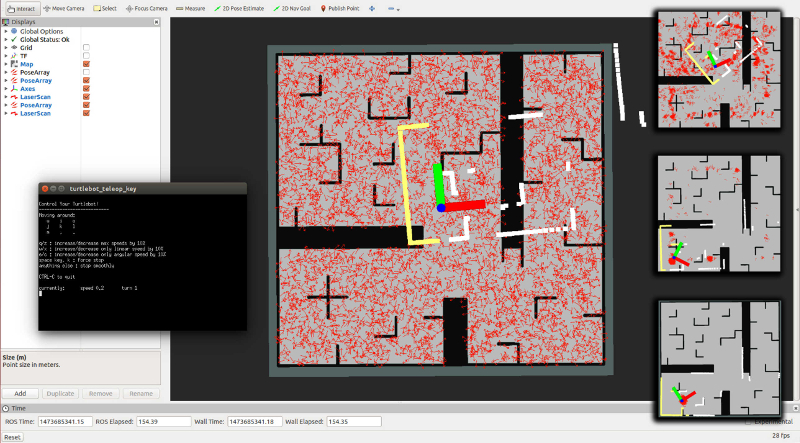 Interact Move Camera Select Focus Camera Measure 2D Pose Estimate 2D Nav Goal Publish Point
Displays
Global Options
Global Status: Ok
Grid
TF
Map
PoseArray
PoseArray
Axes
LaserScan
PoseArray
LaserScan
turtlebot_teleop_key
Control Your Turtlebot!
---------------------------
Moving around:
u i o
j k l
m , .
q/z : increase/decrease max speeds by 10%
w/x : increase/decrease only linear speed by 10%
e/c : increase/decrease only angular speed by 10%
space key, k : force stop
anything else : stop smoothly
CTRL-C to quit
currently: speed 0.2 turn 1
Size (m)
Point size in meters.
Add Duplicate Remove Rename
Time
ROS Time: 1473685341.15 ROS Elapsed: 154.39 Wall Time: 1473685341.18 Wall Elapsed: 154.35 Experimental
Reset 28 fps